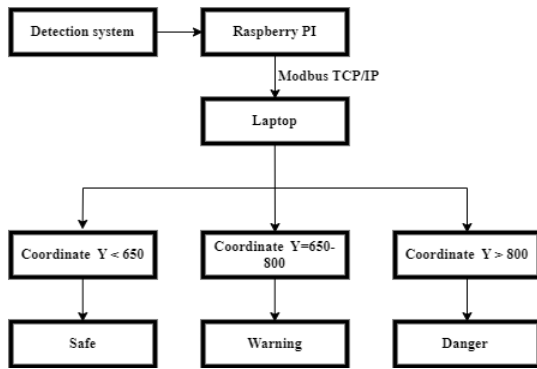 Detection system
Raspberry PI
Modbus TCP/IP
Laptop
Coordinate Y < 650
Coordinate Y=650-
800
Coordinate Y > 800
Safe
Warning
Danger